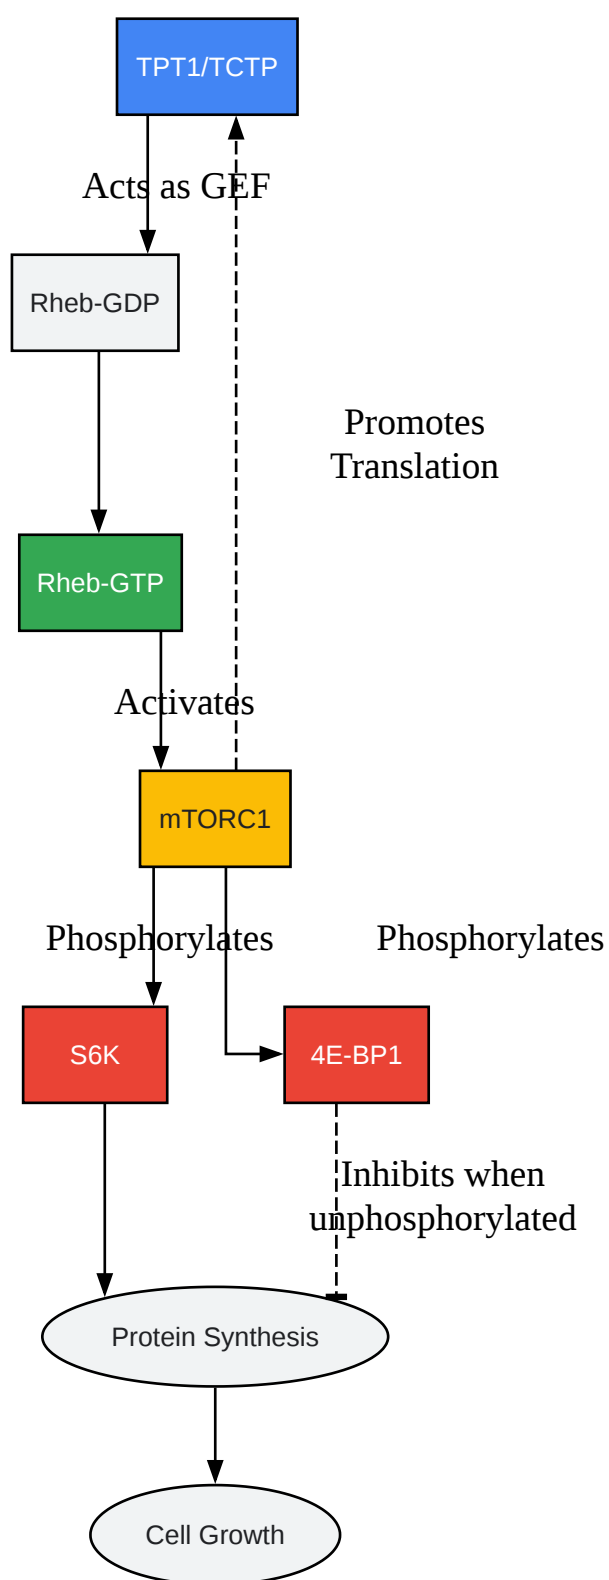 TPT1/TCTP
Acts as GEF
Rheb-GDP
Promotes
Translation
Rheb-GTP
Activates
mTORC1
Phosphorylates
Phosphorylates
S6K
4E-BP1
Inhibits when
unphosphorylated
Protein Synthesis
Cell Growth